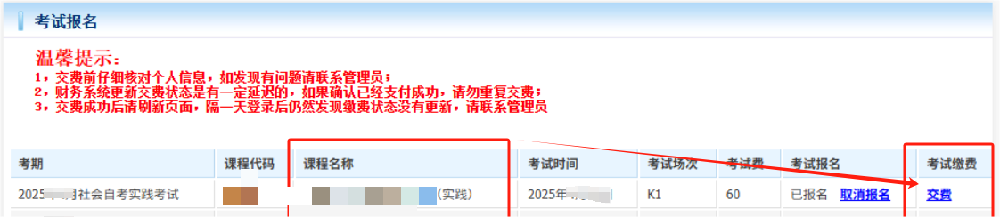 考试报名
温馨提示：
1，交费前仔细核对个人信息，如发现有问题请联系管理员；
2，财务系统更新交费状态是有一定延迟的，如果确认已经支付成功，请勿重复交费；
3，交费成功后请刷新页面，隔一天登录后仍然发现缴费状态没有更新，请联系管理员
考期 课程代码 课程名称 考试时间 考试场次 考试费 考试报名 考试缴费
2025 月社会自考实践考试 （实践） 2025年 K1 60 已报名 取消报名 交费